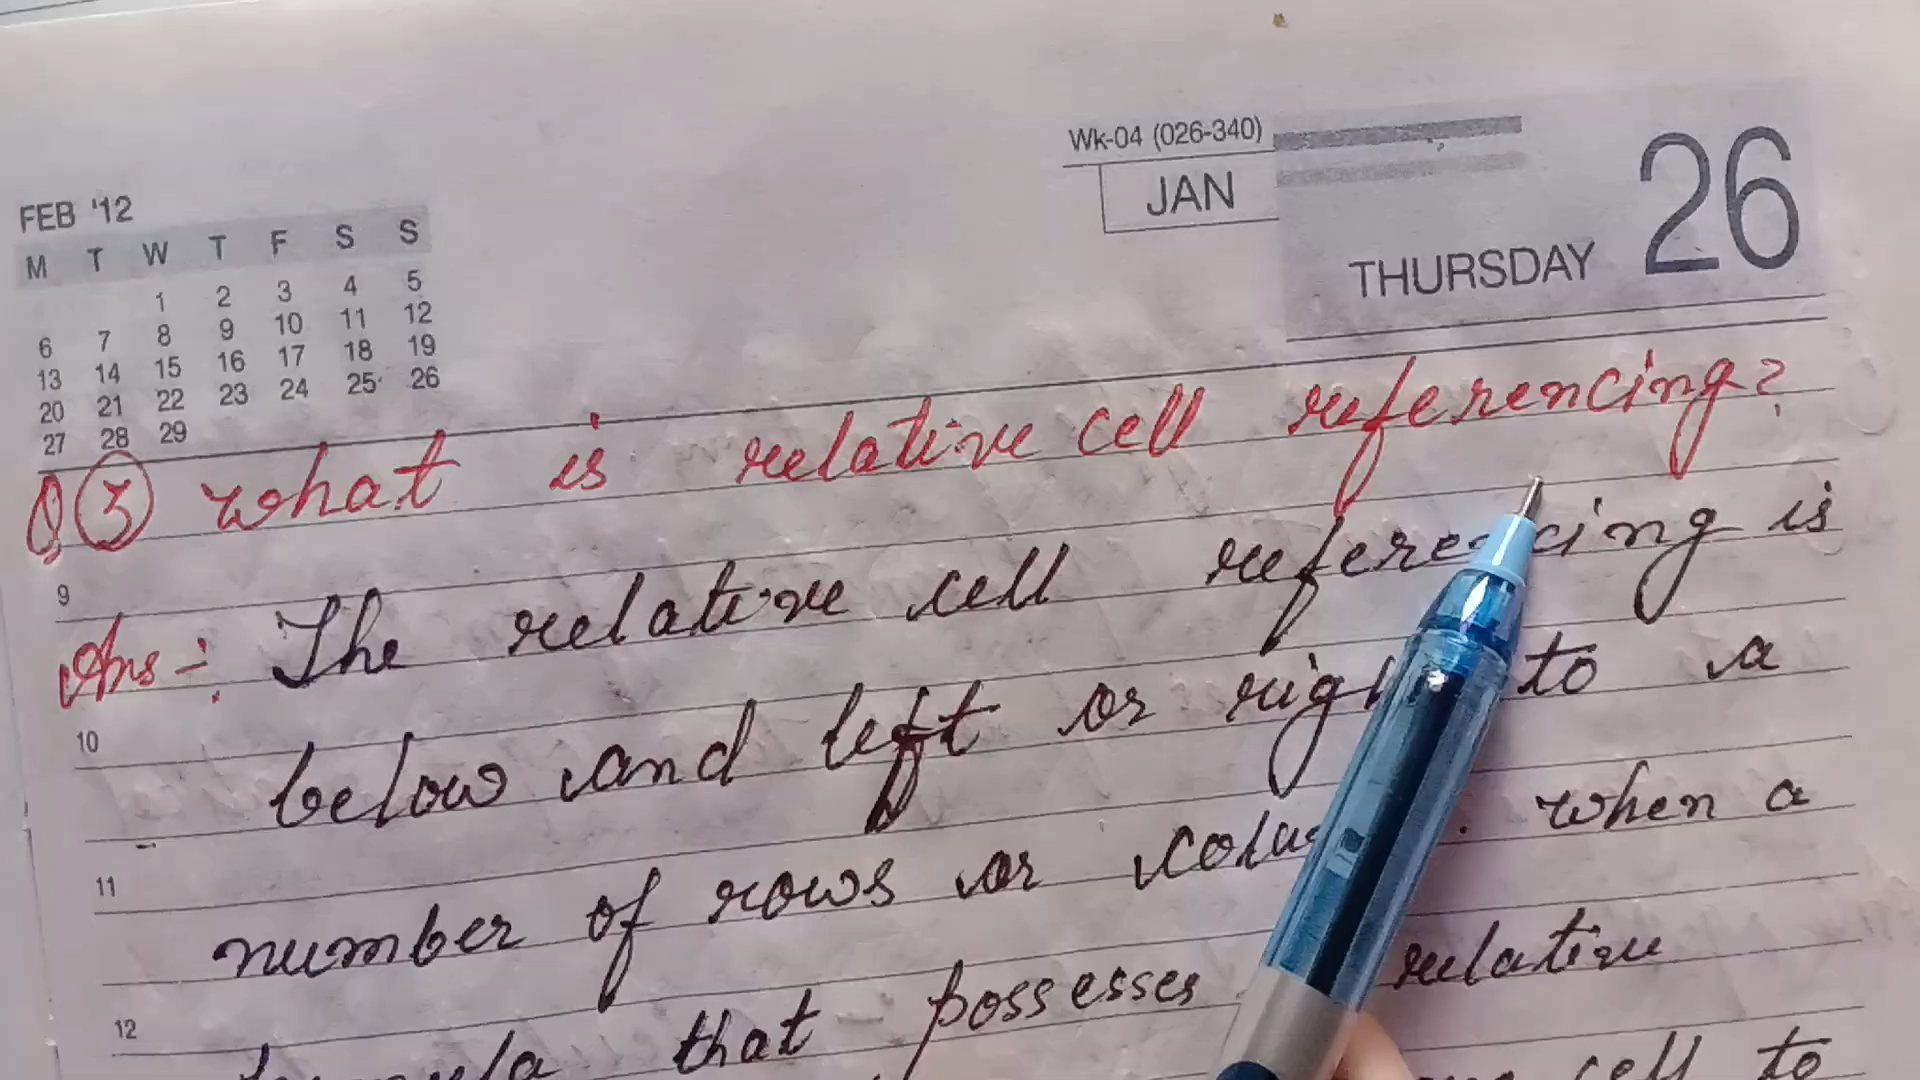 Wk-04 (026-340)
JAN
THURSDAY 26
FEB '12
M T W T F S S
1 2 3 4 5
6 7 8 9 10 11 12
13 14 15 16 17 18 19
20 21 22 23 24 25 26
27 28 29
Q 3 what is relative cell referencing?
9
Ans :- The relative cell referencing is
10
below and left or right to a
11
number of rows or . when a
12
that possesses relative
cell to